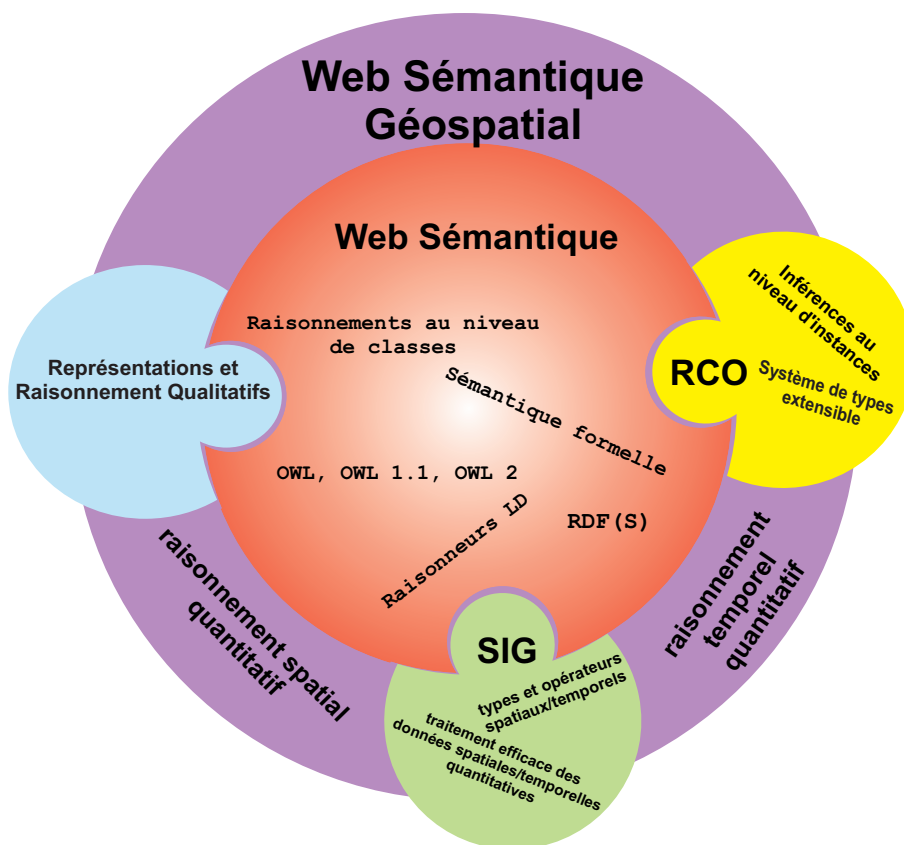 Web Sémantique
Géospatial
Web Sémantique
Raisonnements au niveau
de classes
Sémantique formelle
OWL, OWL 1.1, OWL 2
Raisonneurs LD
RDF(S)
Représentations et
Raisonnement Qualitatifs
RCO
Inférences au
niveau d'instances
Système de types
extensible
raisonnement spatial
quantitatif
raisonnement
temporel
quantitatif
SIG
types et opérateurs
spatiaux/temporels
traitement efficace des
données spatiales/temporelles
quantitatives